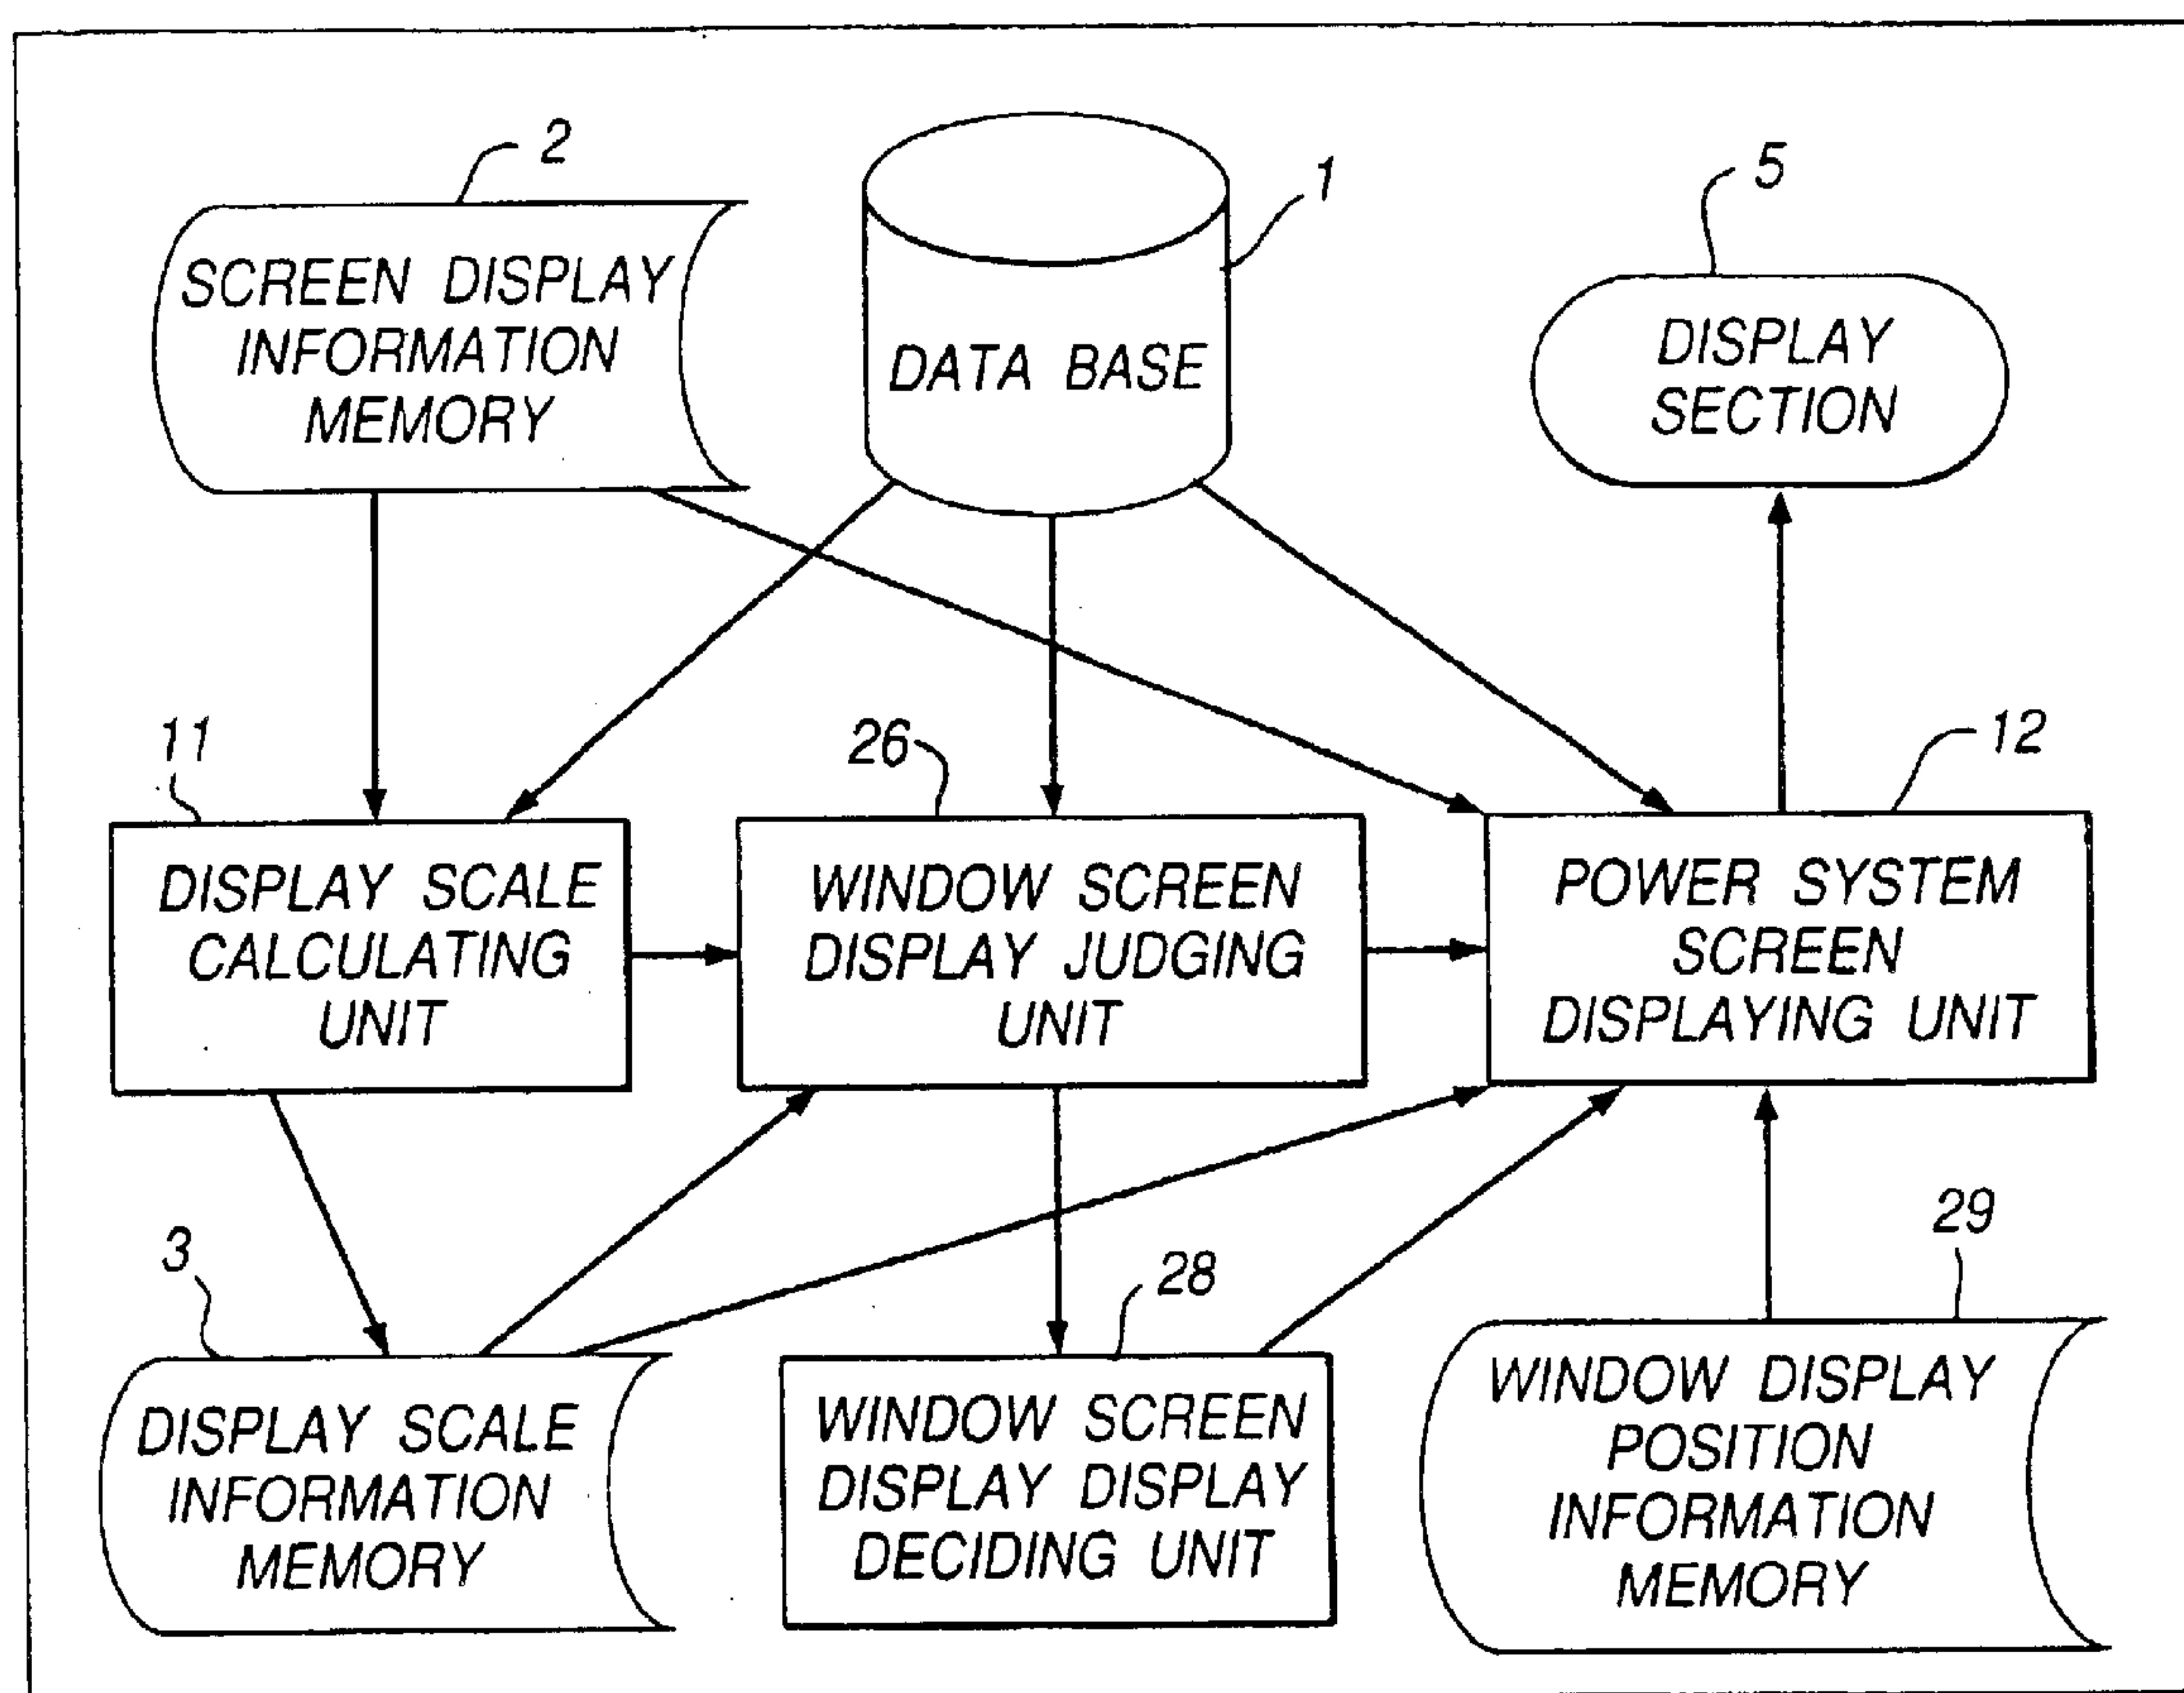 2
1
5
SCREEN DISPLAY
INFORMATION
MEMORY
DATA BASE
DISPLAY
SECTION
11
26
12
DISPLAY SCALE
CALCULATING
UNIT
WINDOW SCREEN
DISPLAY JUDGING
UNIT
POWER SYSTEM
SCREEN
DISPLAYING UNIT
3
28
29
DISPLAY SCALE
INFORMATION
MEMORY
WINDOW SCREEN
DISPLAY DISPLAY
DECIDING UNIT
WINDOW DISPLAY
POSITION
INFORMATION
MEMORY